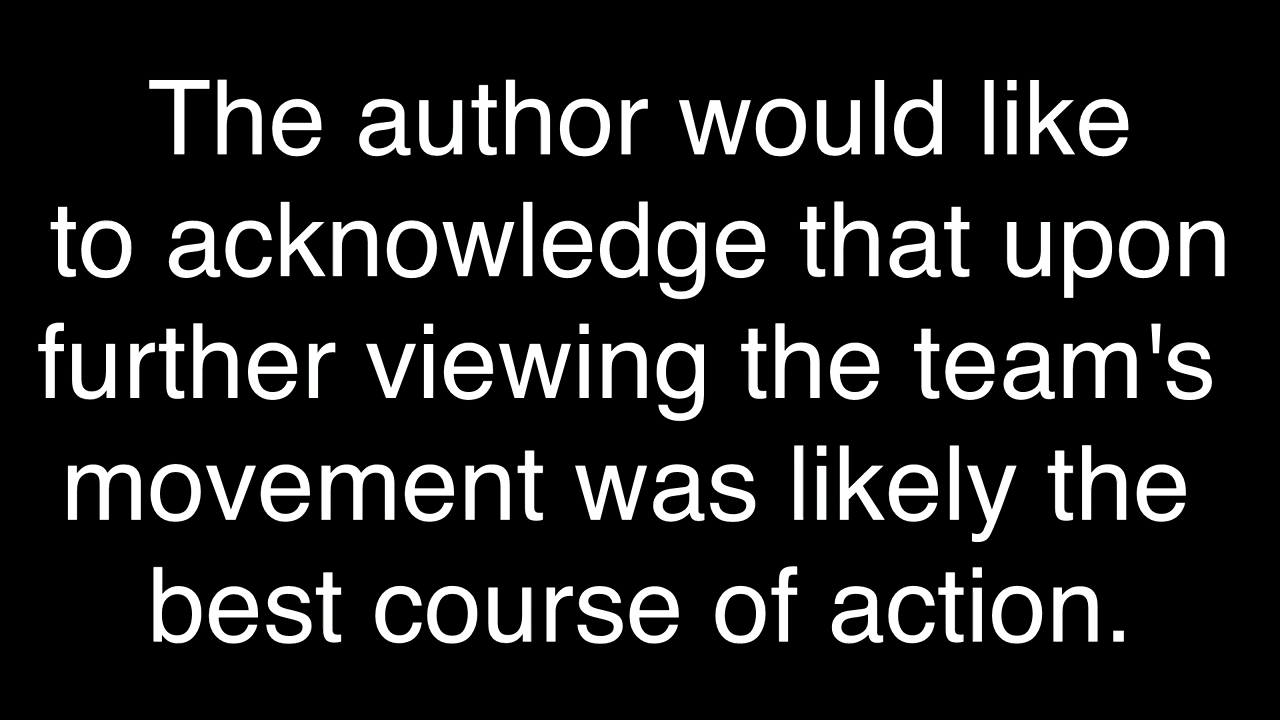 The author would like
to acknowledge that upon
further viewing the team's
movement was likely the
best course of action.